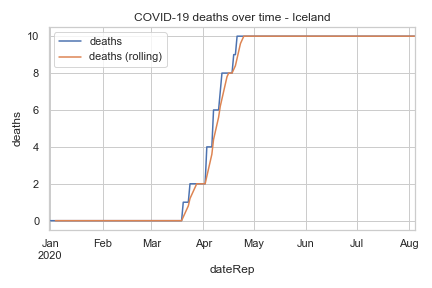 COVID-19 deaths over time - Iceland
deaths
deaths (rolling)
10
8
6
4
2
0
deaths
Jan Feb Mar Apr May Jun Jul Aug
2020
dateRep